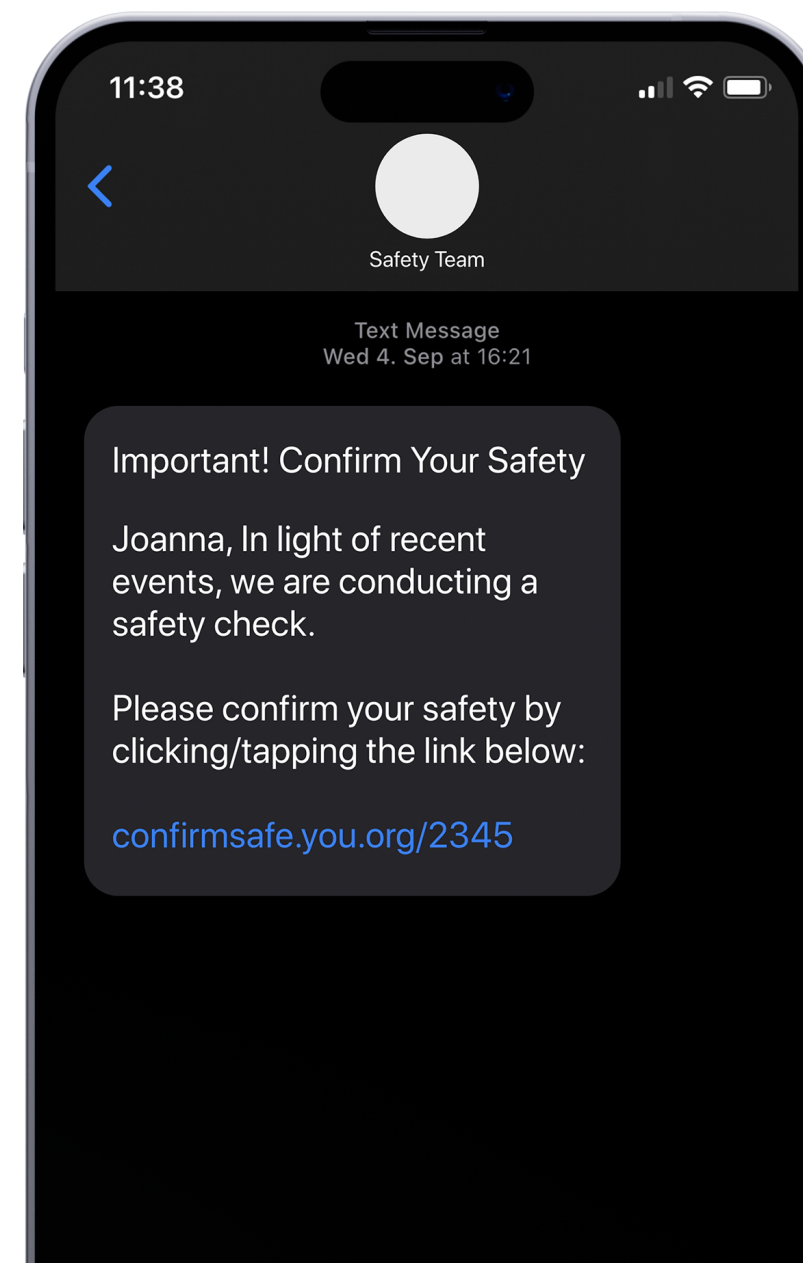 11:38
Safety Team
Text Message
Wed 4. Sep at 16:21
Important! Confirm Your Safety
Joanna, In light of recent
events, we are conducting a
safety check.
Please confirm your safety by
clicking/tapping the link below:
confirmsafe.you.org/2345